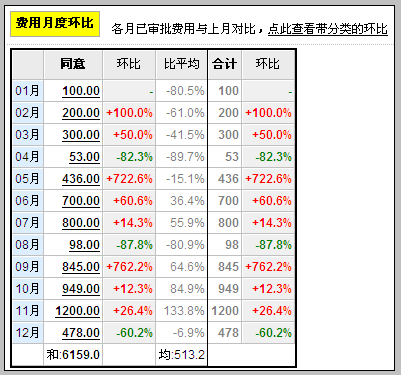 费用月度环比 各月已审批费用与上月对比，点此查看带分类的环比
同意 环比 比平均 合计 环比
01月 100.00 - -80.5% 100 -
02月 200.00 +100.0% -61.0% 200 +100.0%
03月 300.00 +50.0% -41.5% 300 +50.0%
04月 53.00 -82.3% -89.7% 53 -82.3%
05月 436.00 +722.6% -15.1% 436 +722.6%
06月 700.00 +60.6% 36.4% 700 +60.6%
07月 800.00 +14.3% 55.9% 800 +14.3%
08月 98.00 -87.8% -80.9% 98 -87.8%
09月 845.00 +762.2% 64.6% 845 +762.2%
10月 949.00 +12.3% 84.9% 949 +12.3%
11月 1200.00 +26.4% 133.8% 1200 +26.4%
12月 478.00 -60.2% -6.9% 478 -60.2%
和:6159.0 均:513.2